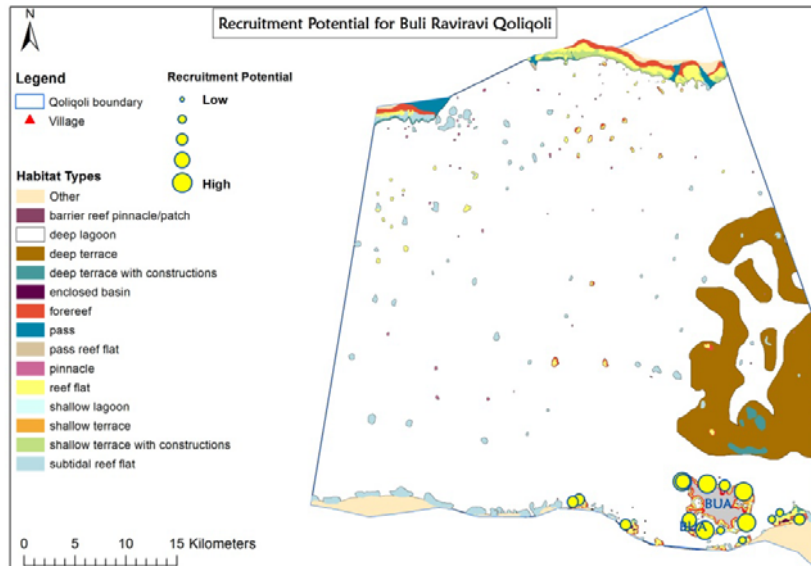 Recruitment Potential for Buli Raviravi Qoliqoli
N
Legend
Qoliqoli boundary
Village
Recruitment Potential
Low
High
Habitat Types
Other
barrier reef pinnacle/patch
deep lagoon
deep terrace
deep terrace with constructions
enclosed basin
forereef
pass
pass reef flat
pinnacle
reef flat
shallow lagoon
shallow terrace
shallow terrace with constructions
subtidal reef flat
BUA
BUA
0 5 10 15 Kilometers